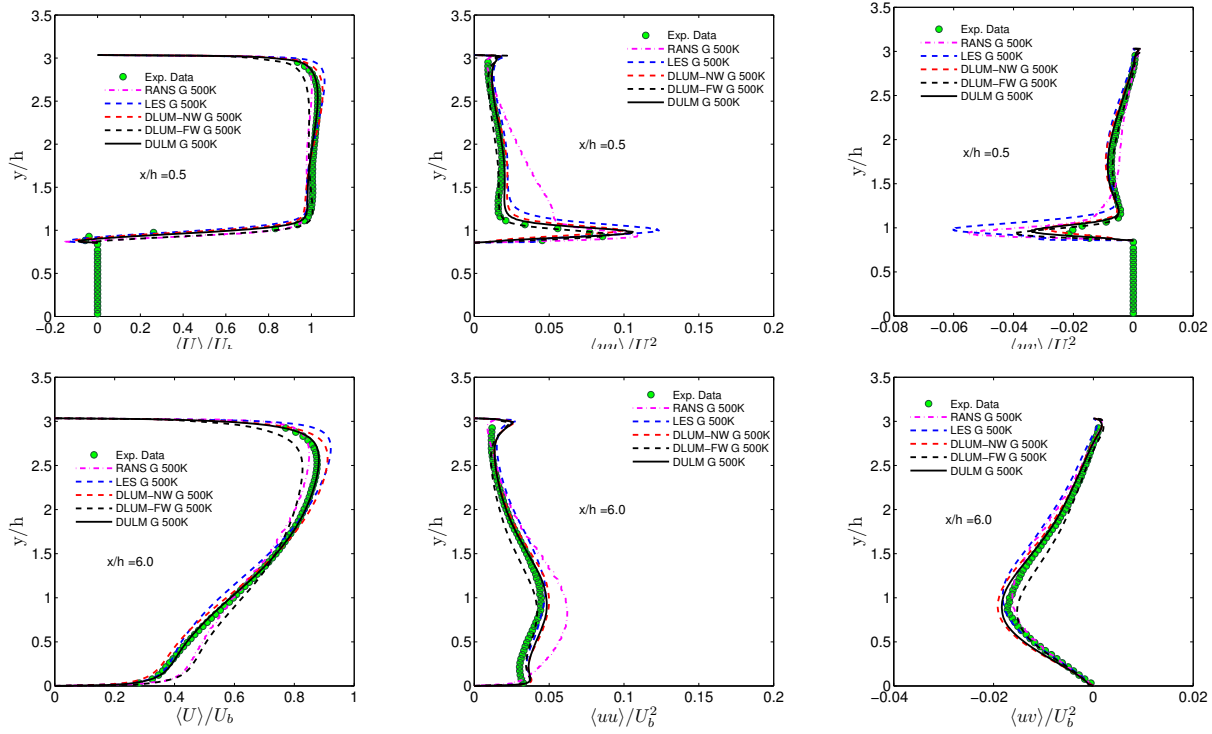 3.5
3
2.5
2
1.5
1
0.5
0
y/h
−0.2 0 0.2 0.4 0.6 0.8 1
⟨U⟩/U_b
Exp. Data
RANS G 500K
LES G 500K
DLUM−NW G 500K
DLUM−FW G 500K
DULM G 500K
x/h =0.5
3.5
3
2.5
2
1.5
1
0.5
0
y/h
0 0.05 0.1 0.15 0.2
⟨uu⟩/U²
Exp. Data
RANS G 500K
LES G 500K
DLUM−NW G 500K
DLUM−FW G 500K
DULM G 500K
x/h =0.5
3.5
3
2.5
2
1.5
1
0.5
0
y/h
−0.08 −0.06 −0.04 −0.02 0 0.02
⟨uv⟩/U²
Exp. Data
RANS G 500K
LES G 500K
DLUM−NW G 500K
DLUM−FW G 500K
DULM G 500K
x/h =0.5
3.5
3
2.5
2
1.5
1
0.5
0
y/h
0 0.2 0.4 0.6 0.8 1
⟨U⟩/U_b
Exp. Data
RANS G 500K
LES G 500K
DLUM−NW G 500K
DLUM−FW G 500K
DULM G 500K
x/h =6.0
3.5
3
2.5
2
1.5
1
0.5
0
y/h
0 0.05 0.1 0.15 0.2
⟨uu⟩/U_b²
Exp. Data
RANS G 500K
LES G 500K
DLUM−NW G 500K
DLUM−FW G 500K
DULM G 500K
x/h =6.0
3.5
3
2.5
2
1.5
1
0.5
0
y/h
−0.04 −0.02 0 0.02
⟨uv⟩/U_b²
Exp. Data
RANS G 500K
LES G 500K
DLUM−NW G 500K
DLUM−FW G 500K
DULM G 500K
x/h =6.0